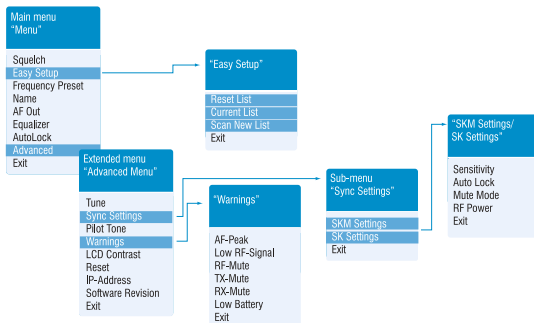 Main menu
"Menu"
Squelch
Easy Setup
Frequency Preset
Name
AF Out
Equalizer
AutoLock
Advanced
Exit
"Easy Setup"
Reset List
Current List
Scan New List
Exit
Extended menu
"Advanced Menu"
Tune
Sync Settings
Pilot Tone
Warnings
LCD Contrast
Reset
IP-Address
Software Revision
Exit
"Warnings"
AF-Peak
Low RF-Signal
RF-Mute
TX-Mute
RX-Mute
Low Battery
Exit
Sub-menu
"Sync Settings"
SKM Settings
SK Settings
Exit
"SKM Settings/
SK Settings"
Sensitivity
Auto Lock
Mute Mode
RF Power
Exit